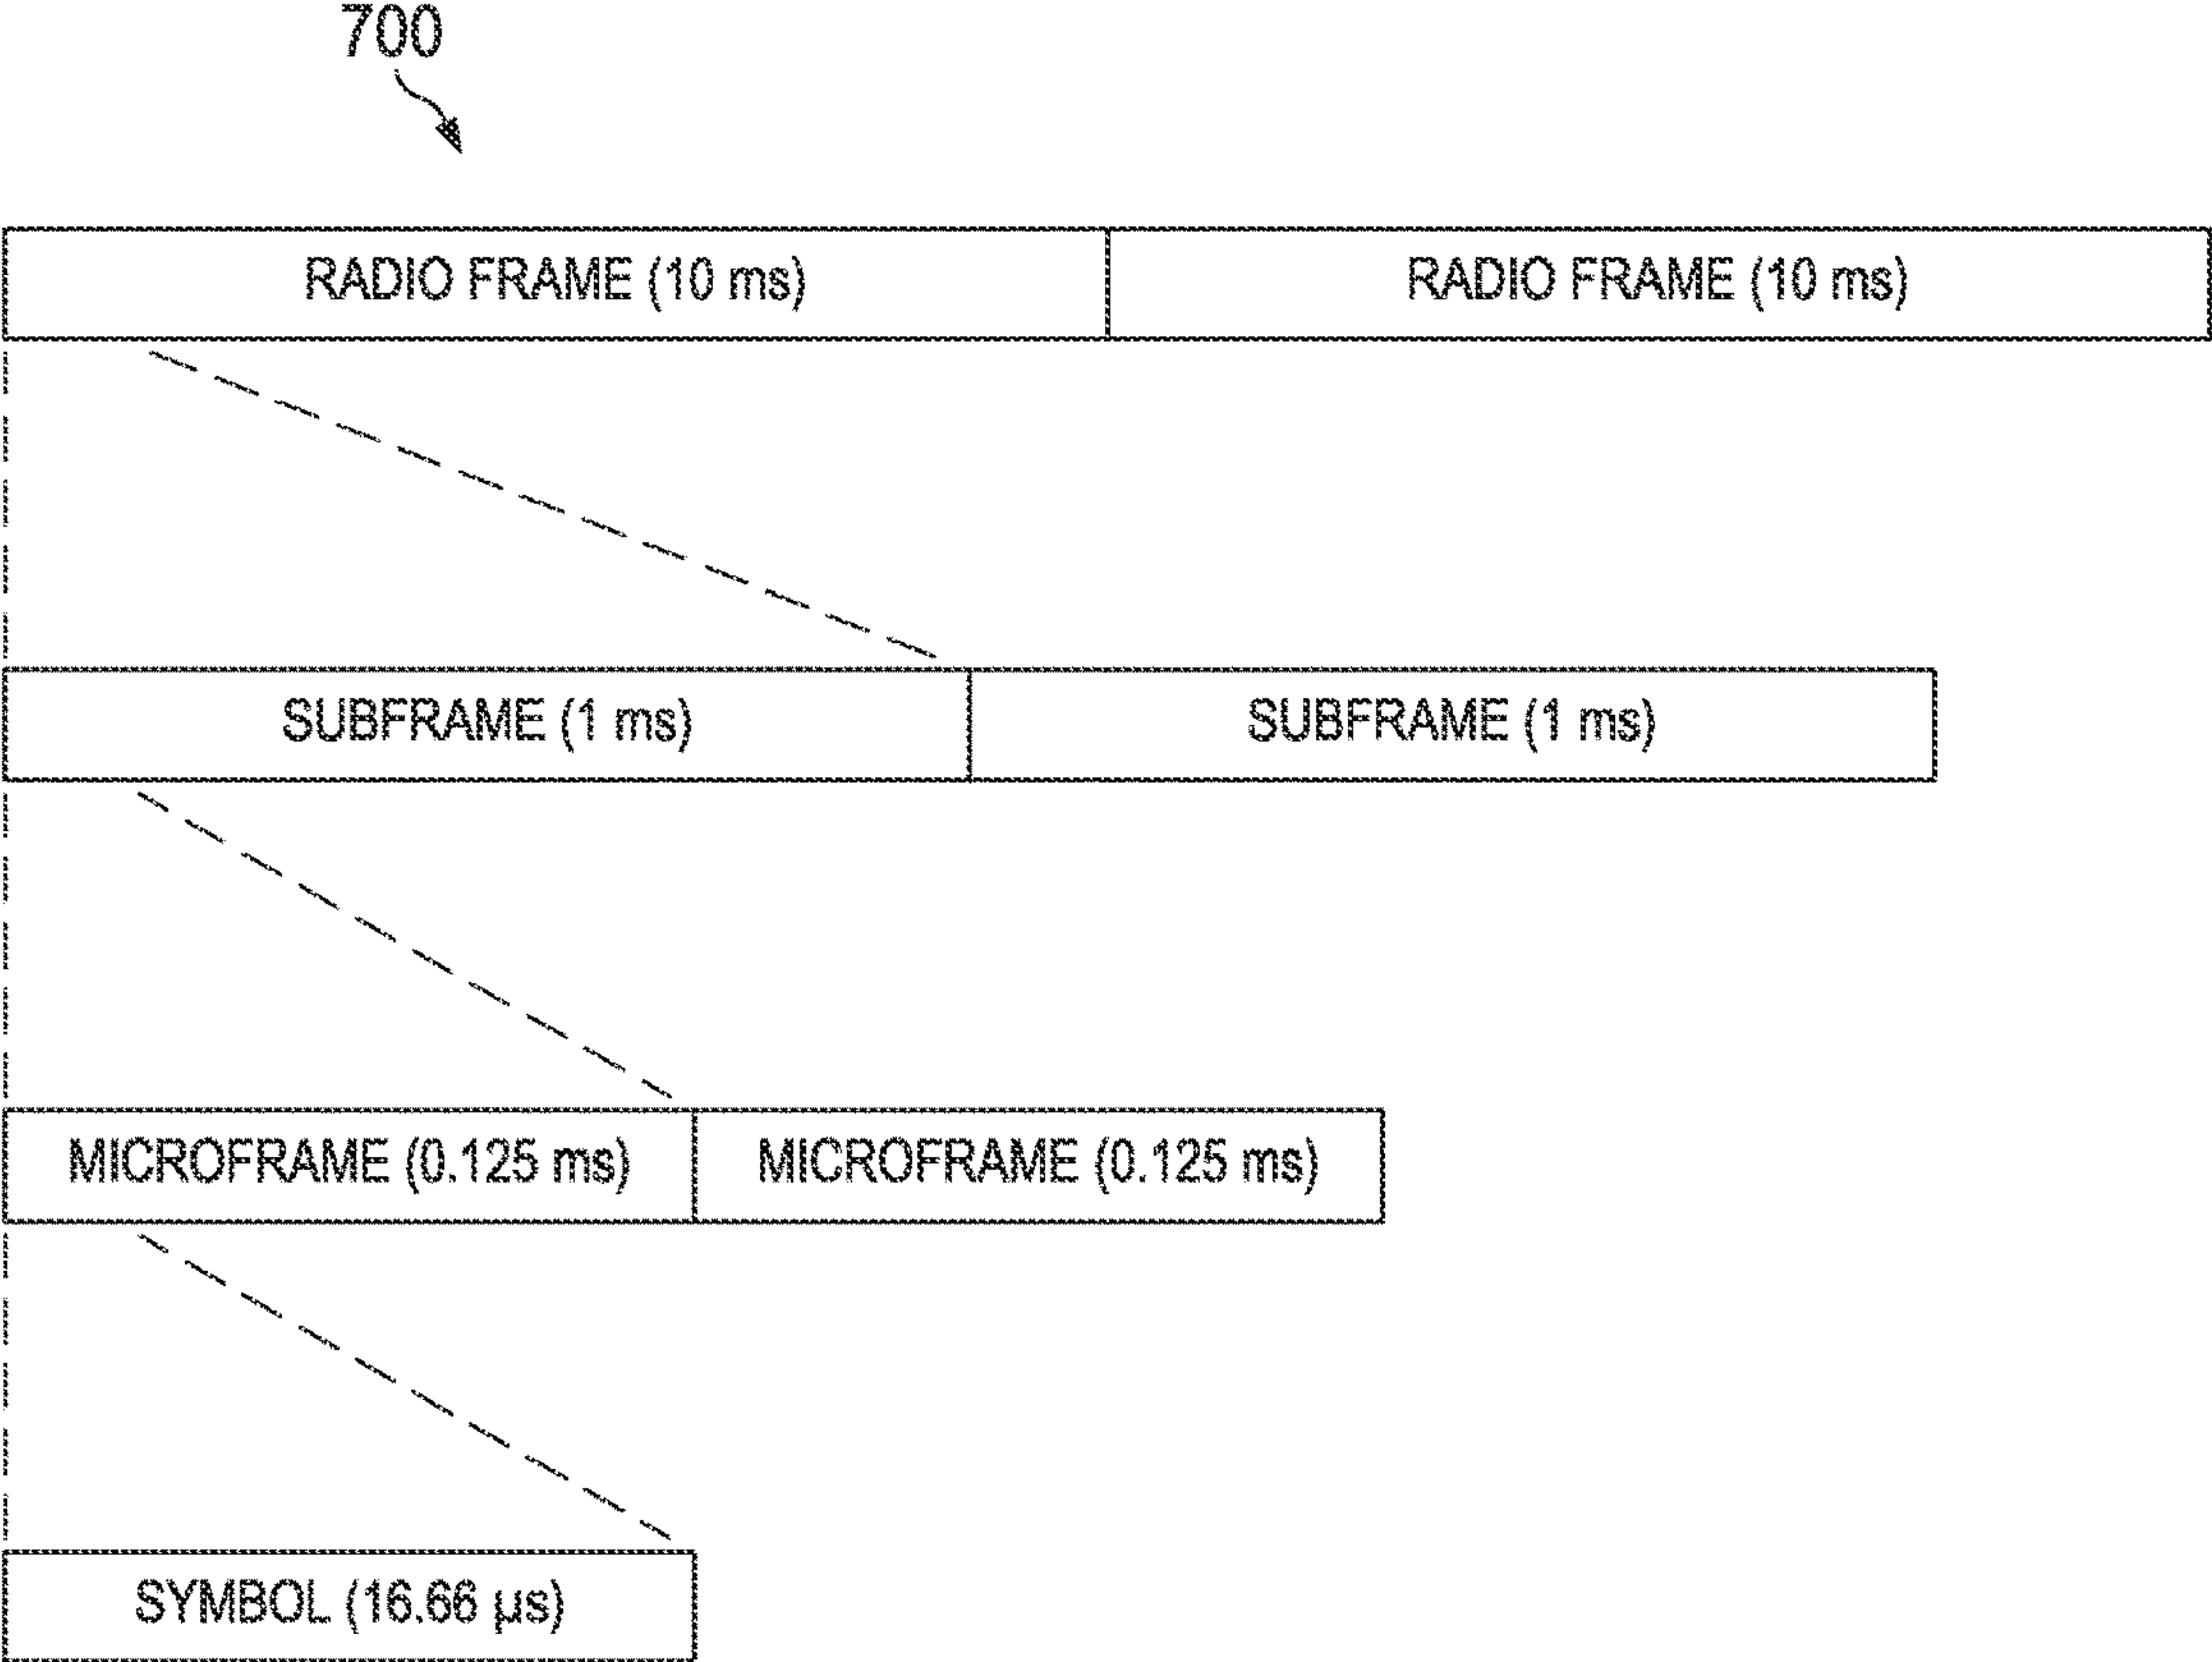 700
RADIO FRAME (10 ms) RADIO FRAME (10 ms)
SUBFRAME (1 ms) SUBFRAME (1 ms)
MICROFRAME (0.125 ms) MICROFRAME (0.125 ms)
SYMBOL (16.66 µs)